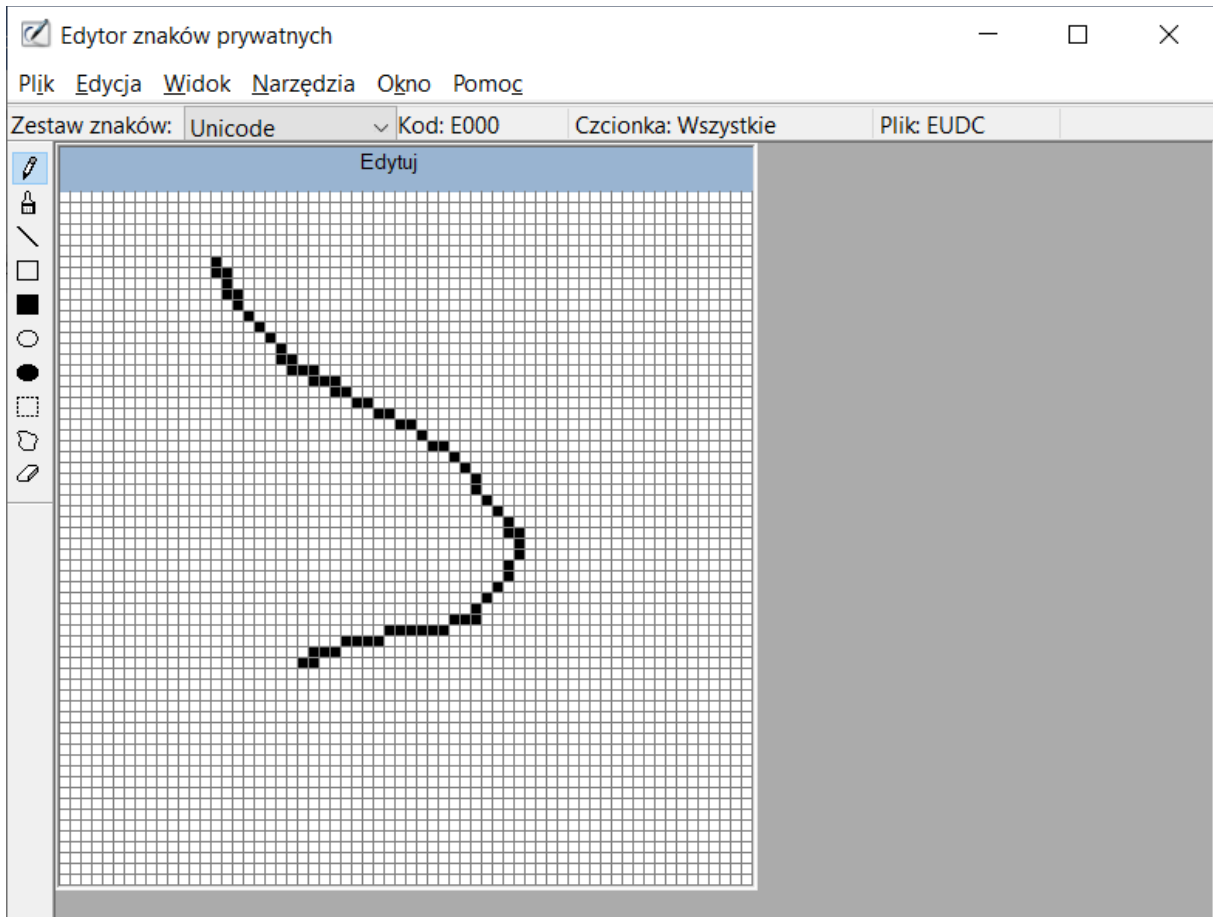 Edytor znaków prywatnych
Plik Edycja Widok Narzędzia Okno Pomoc
Zestaw znaków: Unicode Kod: E000 Czcionka: Wszystkie Plik: EUDC
Edytuj